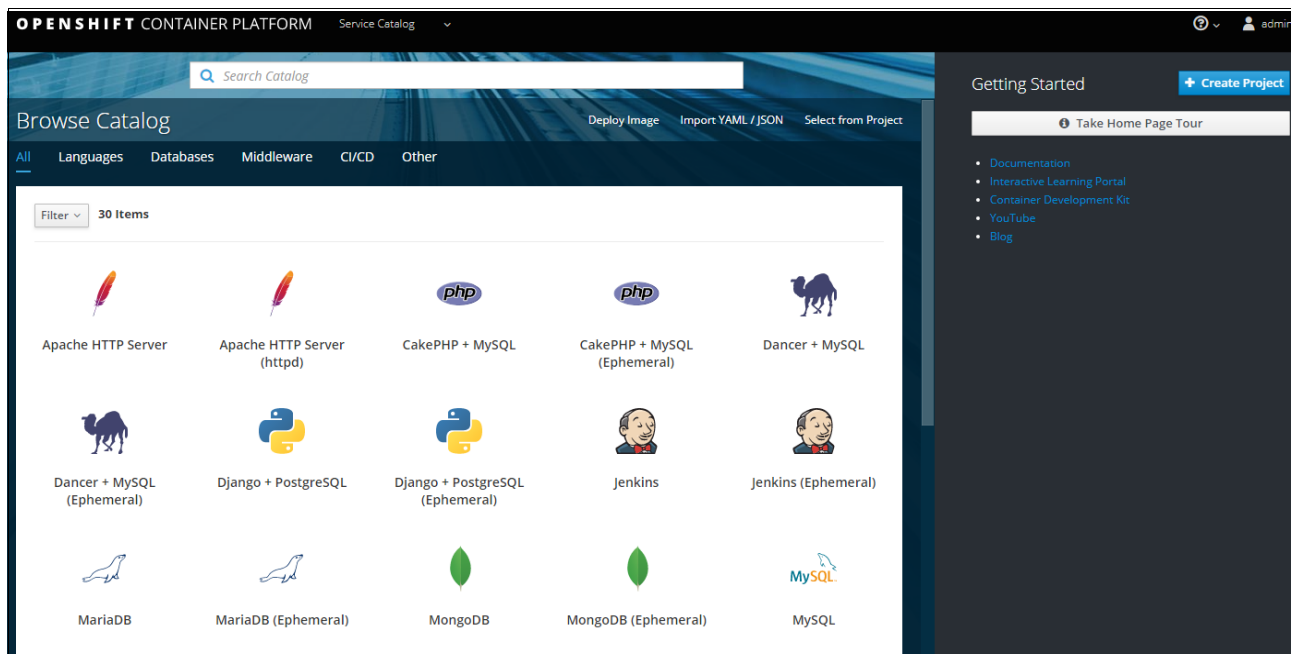 OPENSHIFT CONTAINER PLATFORM Service Catalog
admin
Search Catalog
Getting Started
Create Project
Browse Catalog
Deploy Image Import YAML / JSON Select from Project
Take Home Page Tour
All Languages Databases Middleware CI/CD Other
Documentation
Interactive Learning Portal
Container Development Kit
YouTube
Blog
Filter 30 Items
php php
Apache HTTP Server
Apache HTTP Server
(httpd)
CakePHP + MySQL
CakePHP + MySQL
(Ephemeral)
Dancer + MySQL
Dancer + MySQL
(Ephemeral)
Django + PostgreSQL
Django + PostgreSQL
(Ephemeral)
Jenkins
Jenkins (Ephemeral)
MySQL
MariaDB
MariaDB (Ephemeral)
MongoDB
MongoDB (Ephemeral)
MySQL